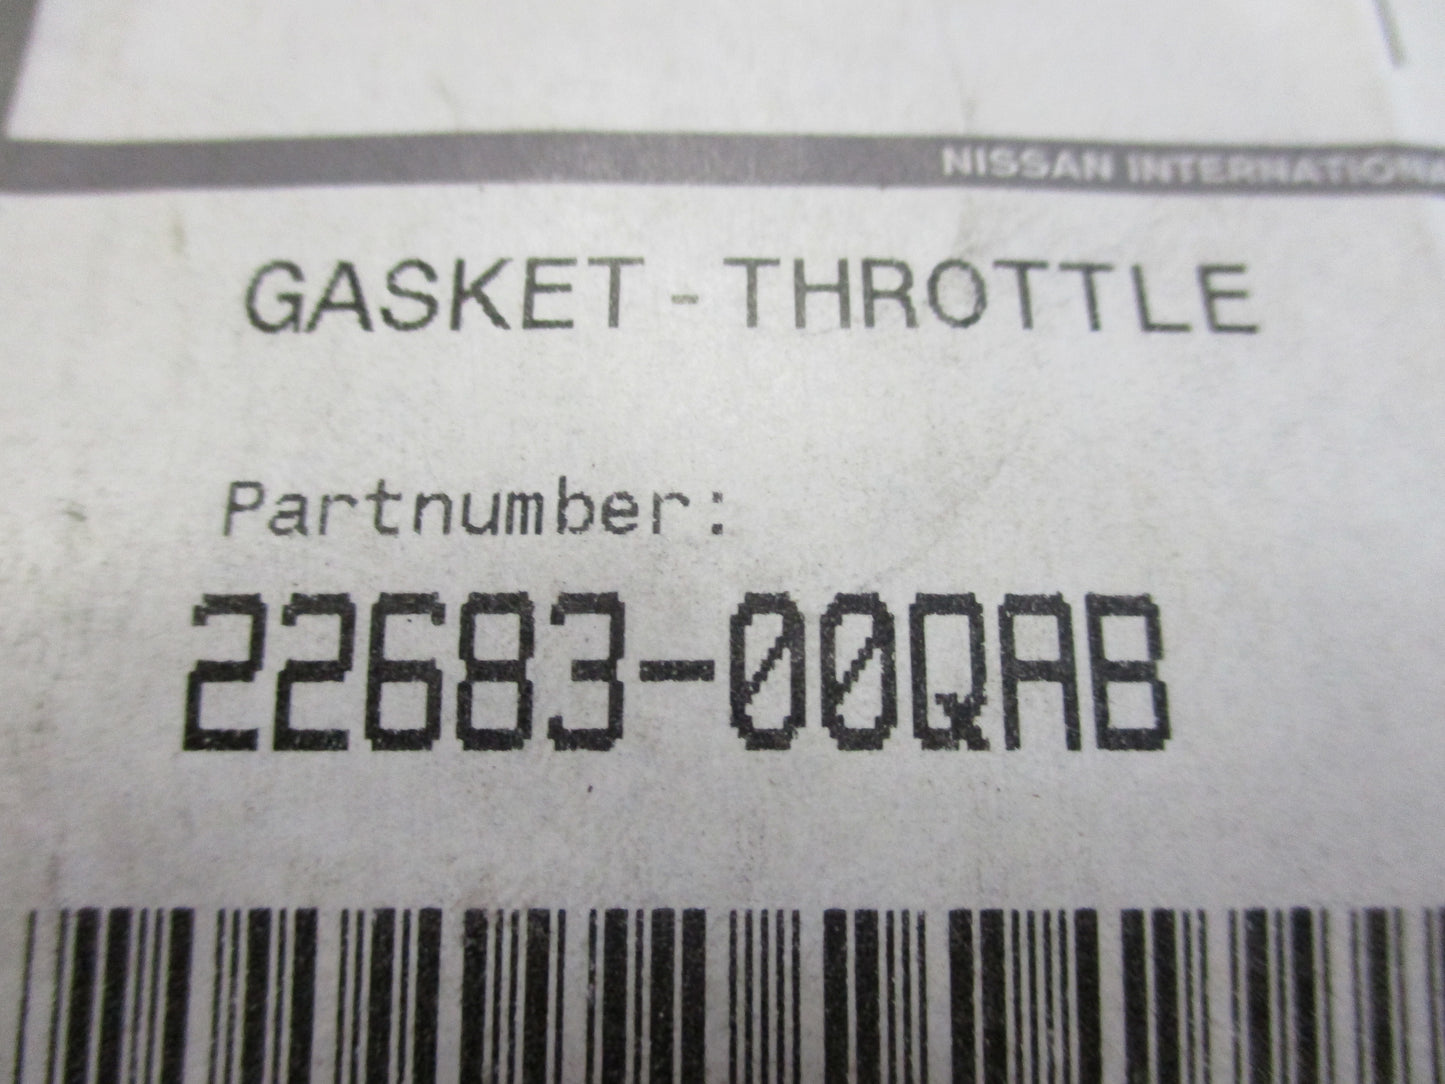 NISSAN INTERNATIONA
GASKET - THROTTLE
Partnumber:
22683-00QAB